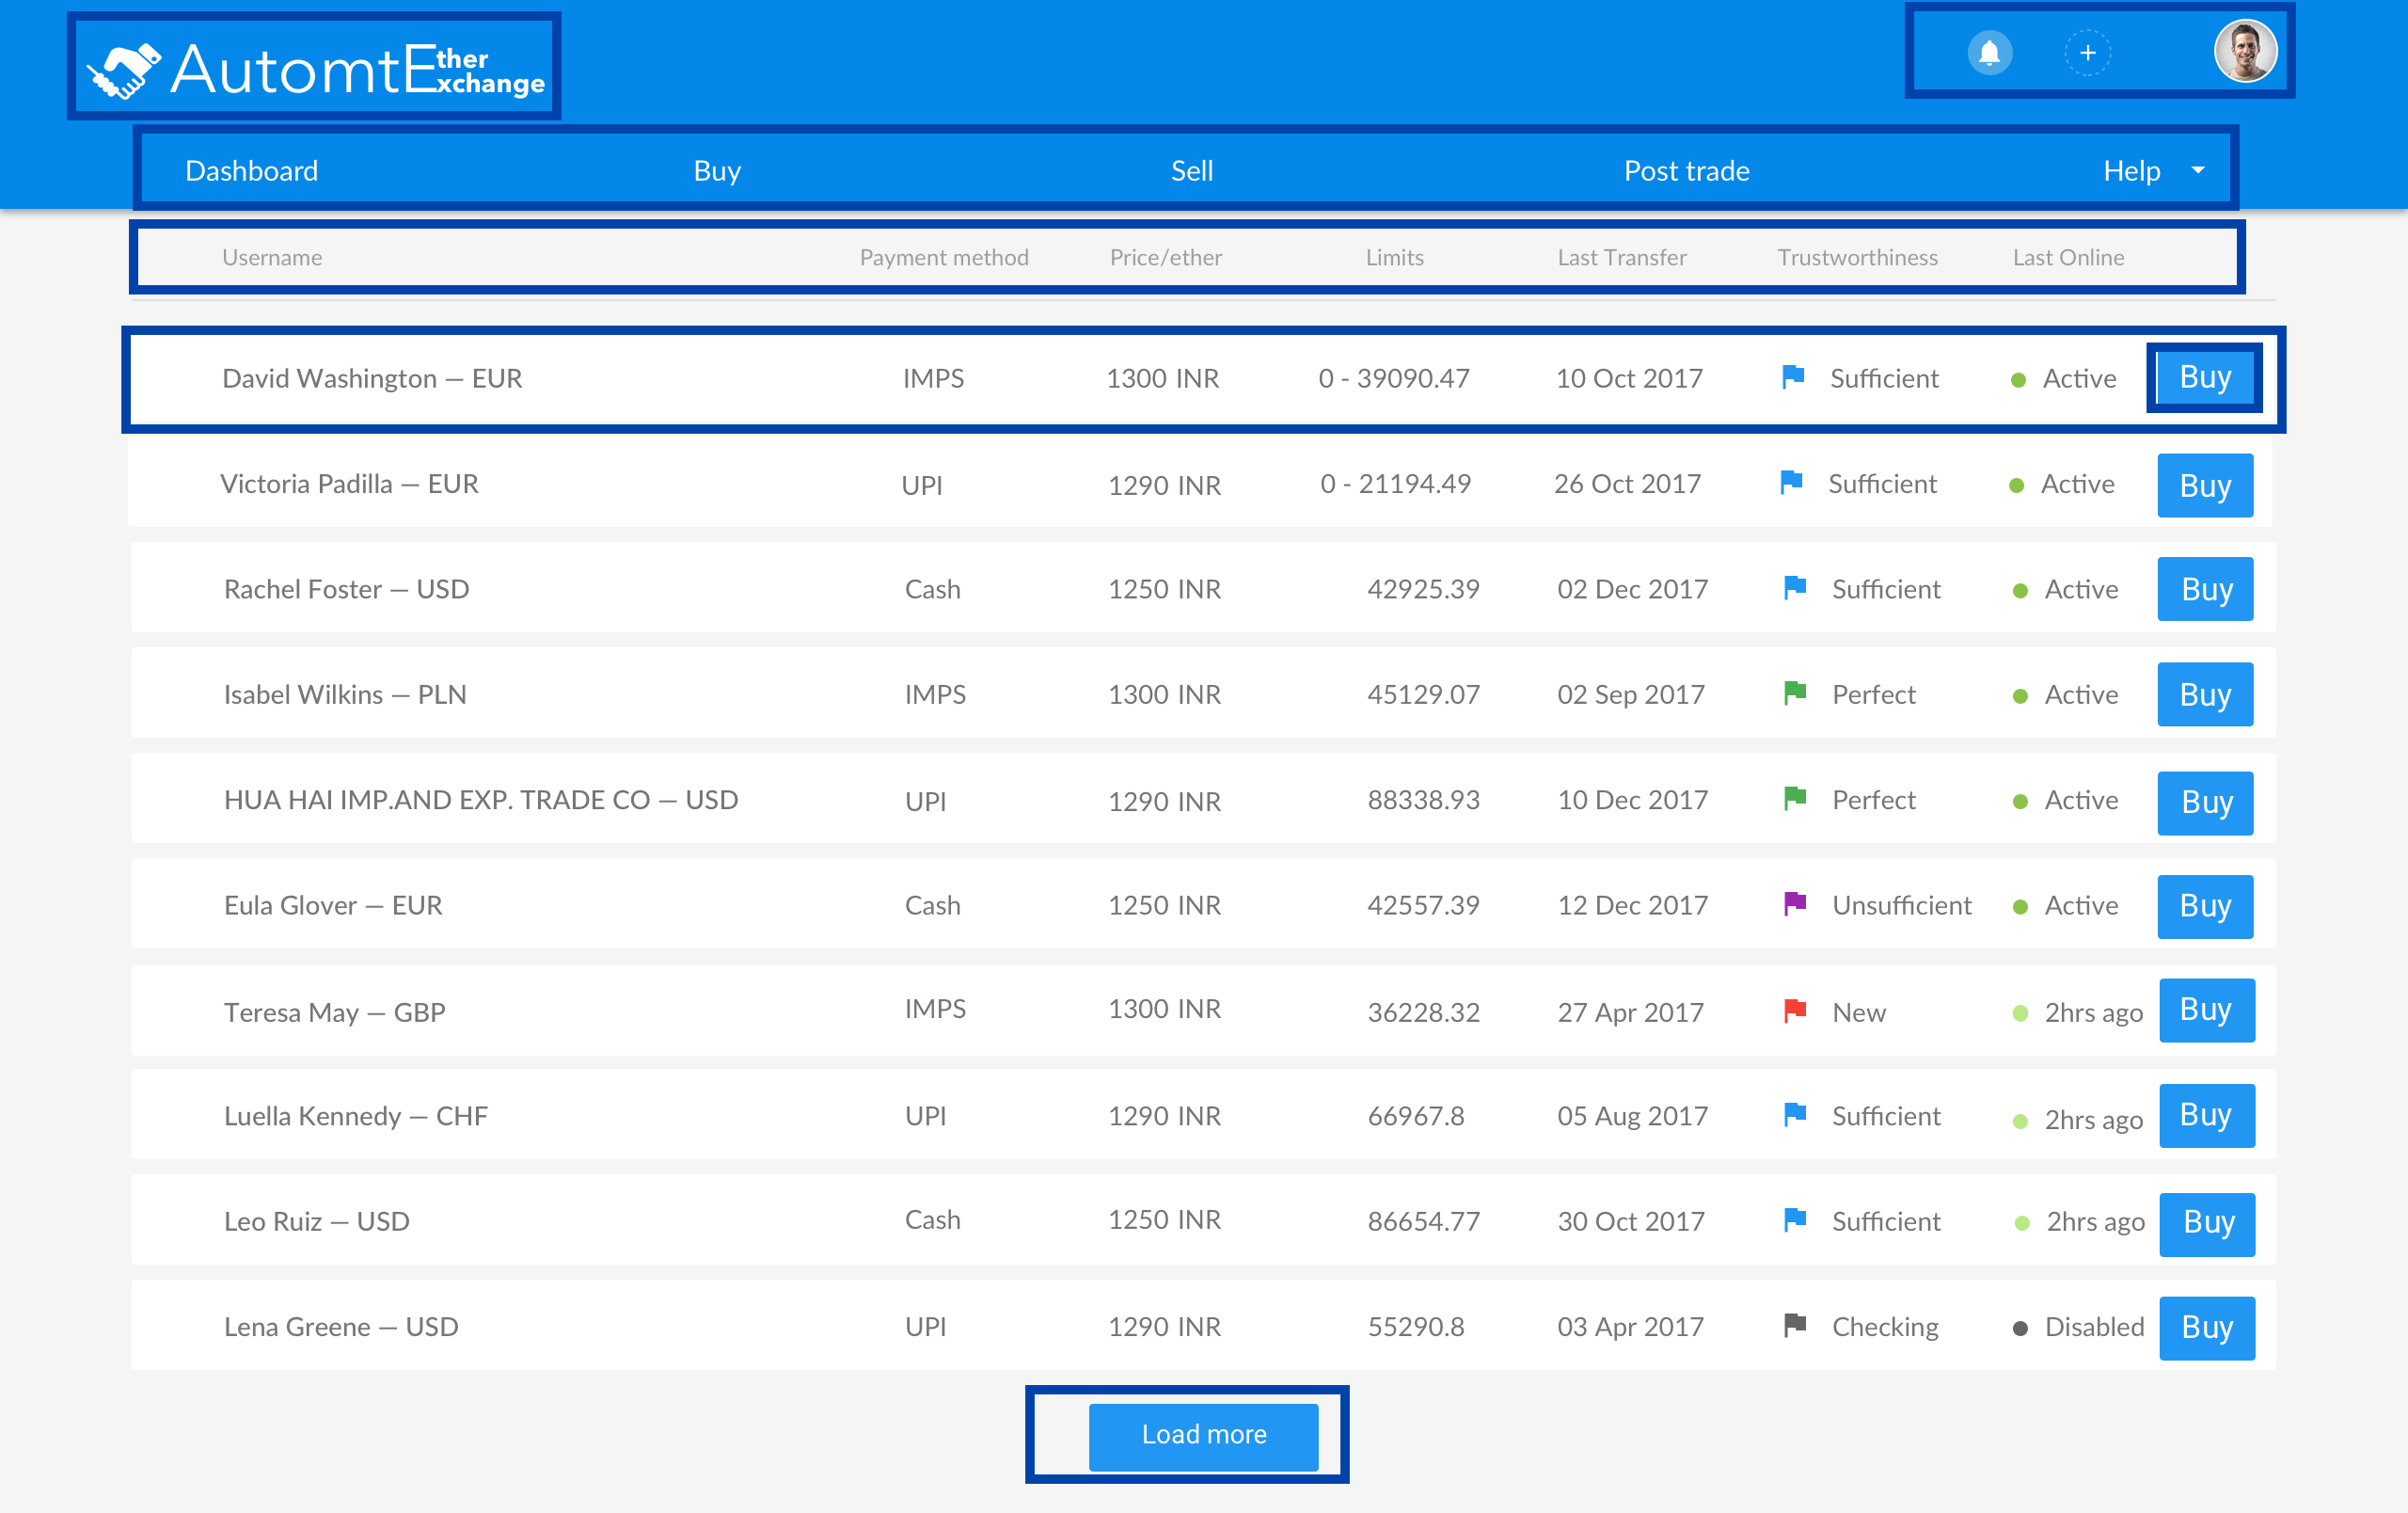 AutomtEther Exchange
Dashboard Buy Sell Post trade Help
Username Payment method Price/ether Limits Last Transfer Trustworthiness Last Online
David Washington — EUR IMPS 1300 INR 0 - 39090.47 10 Oct 2017 Sufficient Active Buy
Victoria Padilla — EUR UPI 1290 INR 0 - 21194.49 26 Oct 2017 Sufficient Active Buy
Rachel Foster — USD Cash 1250 INR 42925.39 02 Dec 2017 Sufficient Active Buy
Isabel Wilkins — PLN IMPS 1300 INR 45129.07 02 Sep 2017 Perfect Active Buy
HUA HAI IMP.AND EXP. TRADE CO — USD UPI 1290 INR 88338.93 10 Dec 2017 Perfect Active Buy
Eula Glover — EUR Cash 1250 INR 42557.39 12 Dec 2017 Unsufficient Active Buy
Teresa May — GBP IMPS 1300 INR 36228.32 27 Apr 2017 New 2hrs ago Buy
Luella Kennedy — CHF UPI 1290 INR 66967.8 05 Aug 2017 Sufficient 2hrs ago Buy
Leo Ruiz — USD Cash 1250 INR 86654.77 30 Oct 2017 Sufficient 2hrs ago Buy
Lena Greene — USD UPI 1290 INR 55290.8 03 Apr 2017 Checking Disabled Buy
Load more